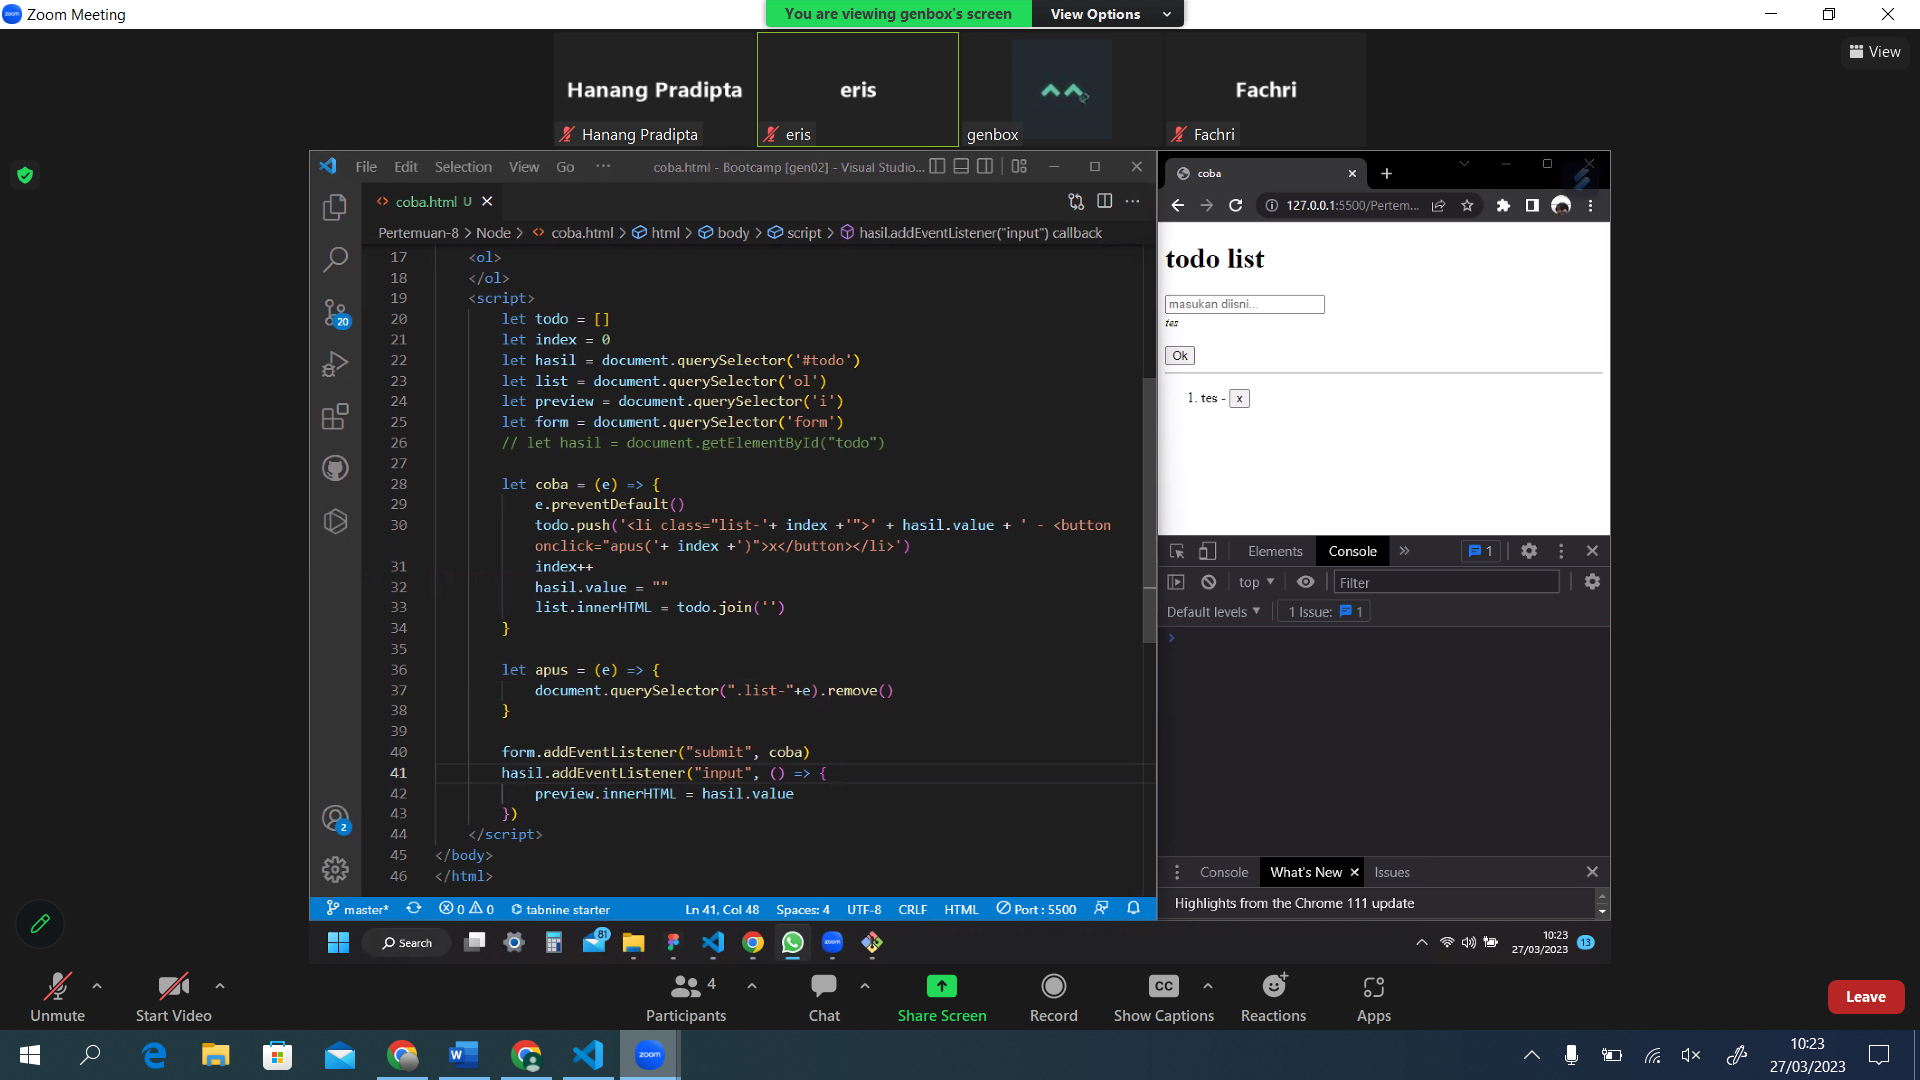 Zoom Meeting
You are viewing genbox's screen
View Options
View
Hanang Pradipta
Hanang Pradipta
eris
eris
genbox
Fachri
Fachri
File Edit Selection View Go ···
coba.html - Bootcamp [gen02] - Visual Studio...
coba.html U
Pertemuan-8 > Node > coba.html > html > body > script > hasil.addEventListener("input") callback
17 <ol>
18 </ol>
19 <script>
20 let todo = []
21 let index = 0
22 let hasil = document.querySelector('#todo')
23 let list = document.querySelector('ol')
24 let preview = document.querySelector('i')
25 let form = document.querySelector('form')
26 // let hasil = document.getElementById("todo")
27
28 let coba = (e) => {
29 e.preventDefault()
30 todo.push('<li class="list-'+ index +'">' + hasil.value + ' - <button
onclick="apus('+ index +')">x</button></li>')
31 index++
32 hasil.value = ""
33 list.innerHTML = todo.join('')
34 }
35
36 let apus = (e) => {
37 document.querySelector(".list-"+e).remove()
38 }
39
40 form.addEventListener("submit", coba)
41 hasil.addEventListener("input", () => {
42 preview.innerHTML = hasil.value
43 })
44 </script>
45 </body>
46 </html>
20
2
master* 0 0 tabnine starter Ln 41, Col 48 Spaces: 4 UTF-8 CRLF HTML Port : 5500
coba
127.0.0.1:5500/Pertem...
todo list
masukan diisni...
tes
Ok
1. tes - x
Elements Console » 1
top Filter
Default levels 1 Issue: 1
Console What's New Issues
Highlights from the Chrome 111 update
Search
81
zoom
10:23
27/03/2023
13
Unmute
Start Video
4
Participants
Chat
Share Screen
Record
CC
Show Captions
Reactions
Apps
Leave
zoom
10:23
27/03/2023